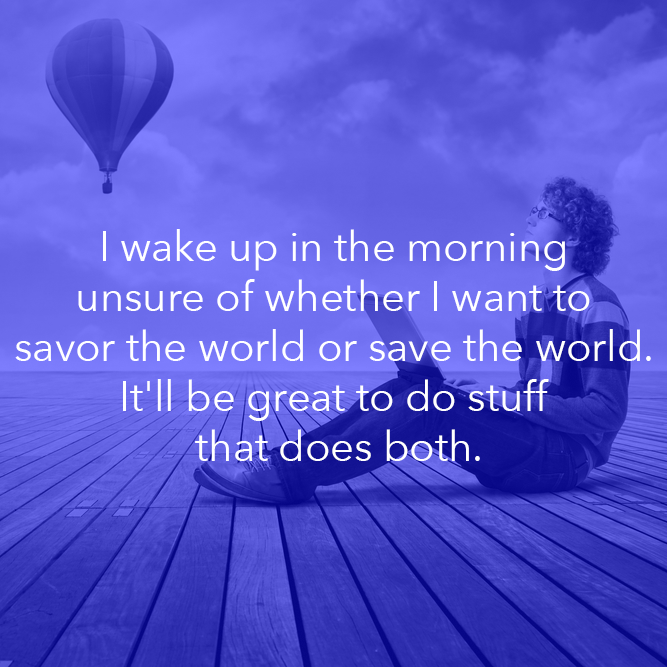 I wake up in the morning
unsure of whether I want to
savor the world or save the world.
It'll be great to do stuff
that does both.